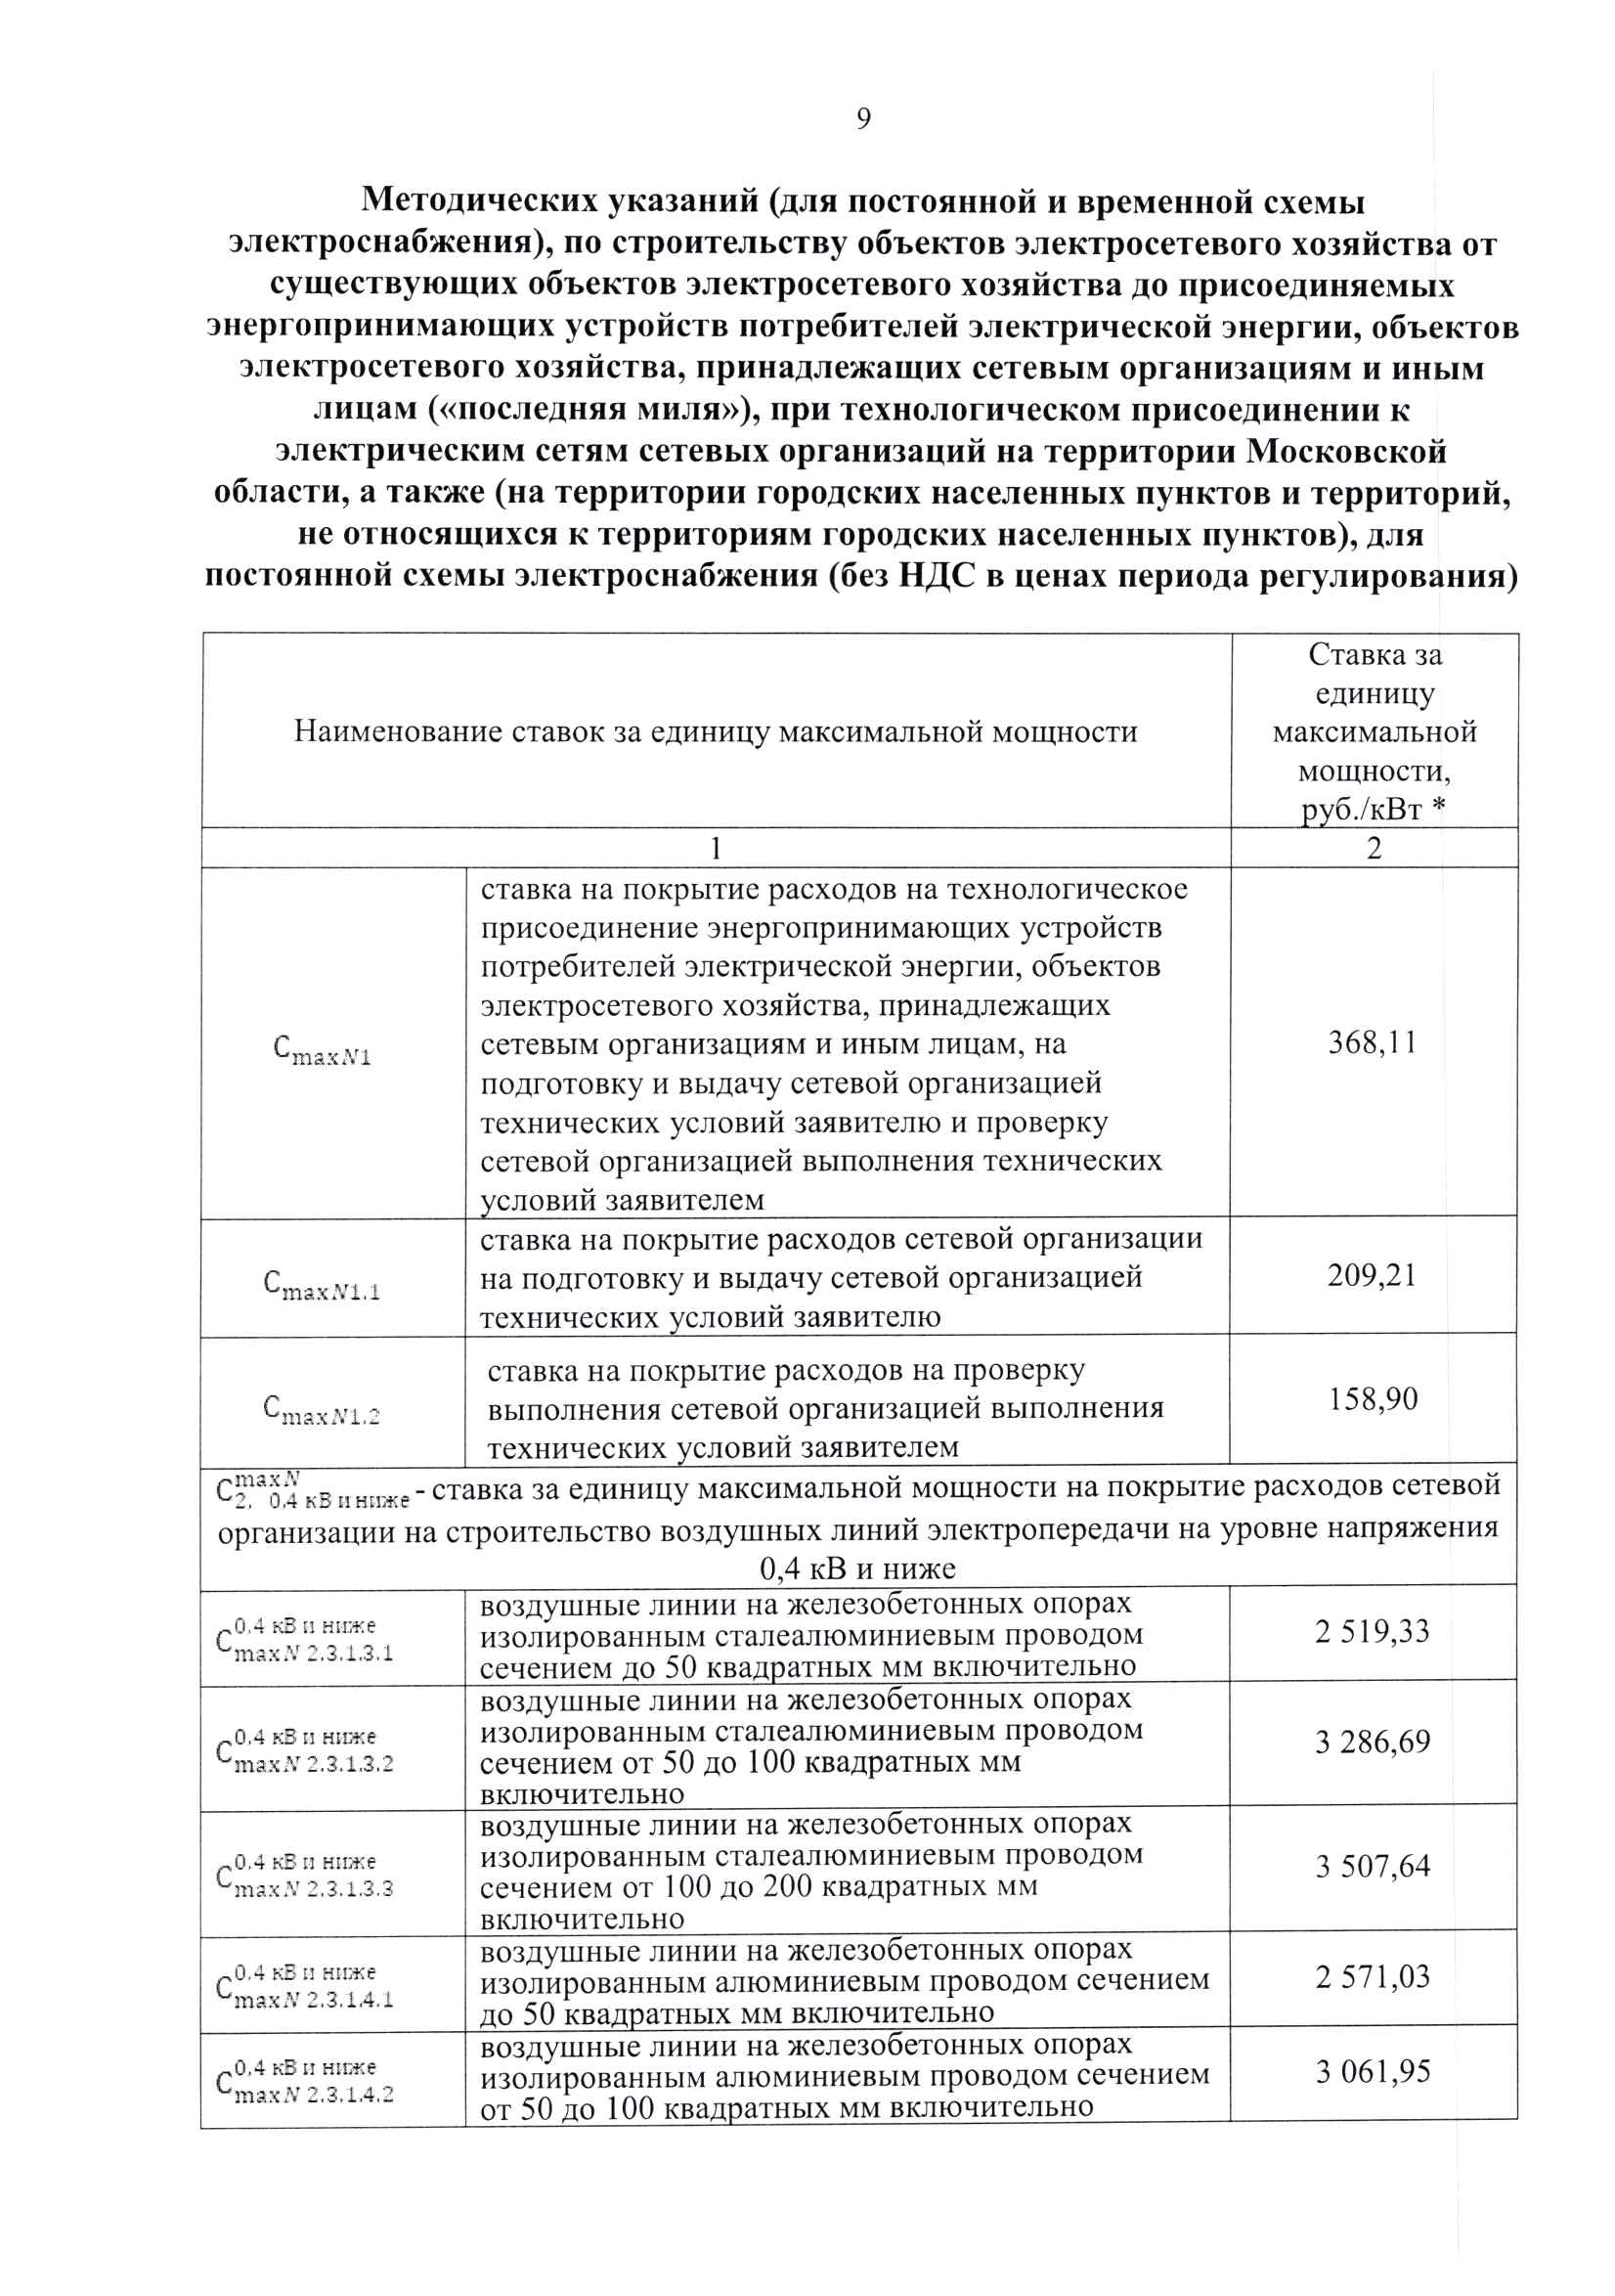 9
Методических указаний (для постоянной и временной схемы
электроснабжения), по строительству объектов электросетевого хозяйства от
существующих объектов электросетевого хозяйства до присоединяемых
энергопринимающих устройств потребителей электрической энергии, объектов
электросетевого хозяйства, принадлежащих сетевым организациям и иным
лицам («последняя миля»), при технологическом присоединении к
электрическим сетям сетевых организаций на территории Московской
области, а также (на территории городских населенных пунктов и территорий,
не относящихся к территориям городских населенных пунктов), для
постоянной схемы электроснабжения (без НДС в ценах периода регулирования)
Наименование ставок за единицу максимальной мощности
Ставка за
единицу
максимальной
мощности,
руб./кВт *
1
2
C maxN1
ставка на покрытие расходов на технологическое
присоединение энергопринимающих устройств
потребителей электрической энергии, объектов
электросетевого хозяйства, принадлежащих
сетевым организациям и иным лицам, на
подготовку и выдачу сетевой организацией
технических условий заявителю и проверку
сетевой организацией выполнения технических
условий заявителем
368,11
C maxN1.1
ставка на покрытие расходов сетевой организации
на подготовку и выдачу сетевой организацией
технических условий заявителю
209,21
C maxN1.2
ставка на покрытие расходов на проверку
выполнения сетевой организацией выполнения
технических условий заявителем
158,90
C maxN 2, 0,4 кВ и ниже - ставка за единицу максимальной мощности на покрытие расходов сетевой
организации на строительство воздушных линий электропередачи на уровне напряжения
0,4 кВ и ниже
C 0,4 кВ и ниже
maxN 2.3.1.3.1
воздушные линии на железобетонных опорах
изолированным сталеалюминиевым проводом
сечением до 50 квадратных мм включительно
2 519,33
C 0,4 кВ и ниже
maxN 2.3.1.3.2
воздушные линии на железобетонных опорах
изолированным сталеалюминиевым проводом
сечением от 50 до 100 квадратных мм
включительно
3 286,69
C 0,4 кВ и ниже
maxN 2.3.1.3.3
воздушные линии на железобетонных опорах
изолированным сталеалюминиевым проводом
сечением от 100 до 200 квадратных мм
включительно
3 507,64
C 0,4 кВ и ниже
maxN 2.3.1.4.1
воздушные линии на железобетонных опорах
изолированным алюминиевым проводом сечением
до 50 квадратных мм включительно
2 571,03
C 0,4 кВ и ниже
maxN 2.3.1.4.2
воздушные линии на железобетонных опорах
изолированным алюминиевым проводом сечением
от 50 до 100 квадратных мм включительно
3 061,95